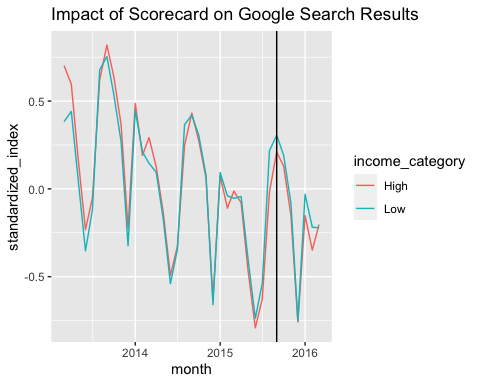 Impact of Scorecard on Google Search Results
standardized_index
0.5
0.0
-0.5
2014
2015
2016
month
income_category
High
Low